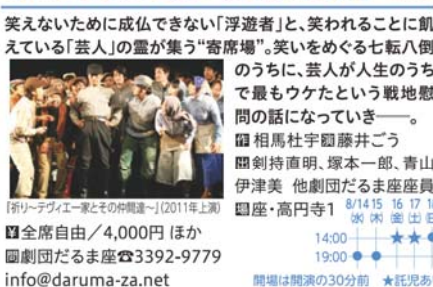 笑えないために成仏できない「浮遊者」と、笑われることに飢
えている「芸人」の霊が集う“寄席場”。笑いをめぐる七転八倒
のうちに、芸人が人生のうち
で最もウケたという戦地慰
問の話になっていき――。
作相馬杜宇演藤井ごう
出剣持直明、塚本一郎、青山
伊津美 他劇団だるま座座員
場座・高円寺1
8/14 15 16 17 18
(水) (木) (金) (土) (日)
14:00 ★ ★ ●
19:00 ● ●
開場は開演の30分前 ★託児あ
『祈り〜テヴィエ一家とその仲間達〜』(2011年上演)
¥全席自由/4,000円 ほか
問劇団だるま座☎3392-9779
info@daruma-za.net